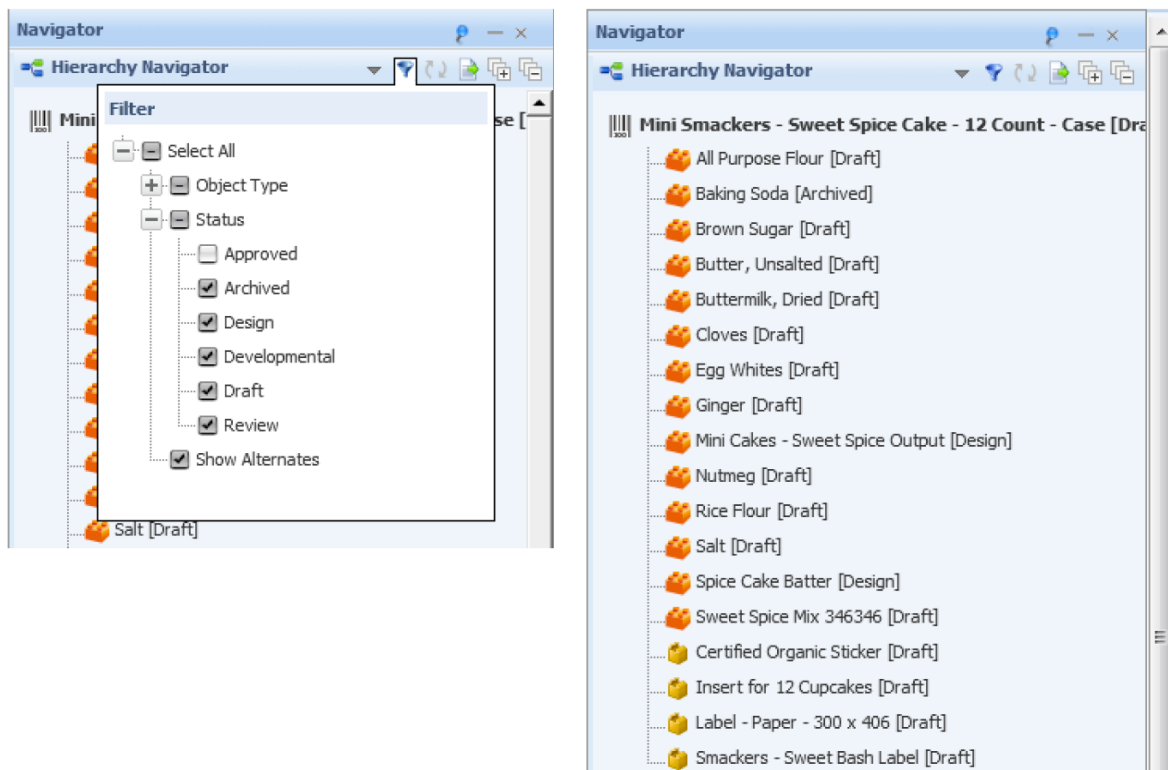 Navigator
Hierarchy Navigator
Mini
se [
Filter
Select All
Object Type
Status
Approved
Archived
Design
Developmental
Draft
Review
Show Alternates
Salt [Draft]
Navigator
Hierarchy Navigator
Mini Smackers - Sweet Spice Cake - 12 Count - Case [Dra
All Purpose Flour [Draft]
Baking Soda [Archived]
Brown Sugar [Draft]
Butter, Unsalted [Draft]
Buttermilk, Dried [Draft]
Cloves [Draft]
Egg Whites [Draft]
Ginger [Draft]
Mini Cakes - Sweet Spice Output [Design]
Nutmeg [Draft]
Rice Flour [Draft]
Salt [Draft]
Spice Cake Batter [Design]
Sweet Spice Mix 346346 [Draft]
Certified Organic Sticker [Draft]
Insert for 12 Cupcakes [Draft]
Label - Paper - 300 x 406 [Draft]
Smackers - Sweet Bash Label [Draft]